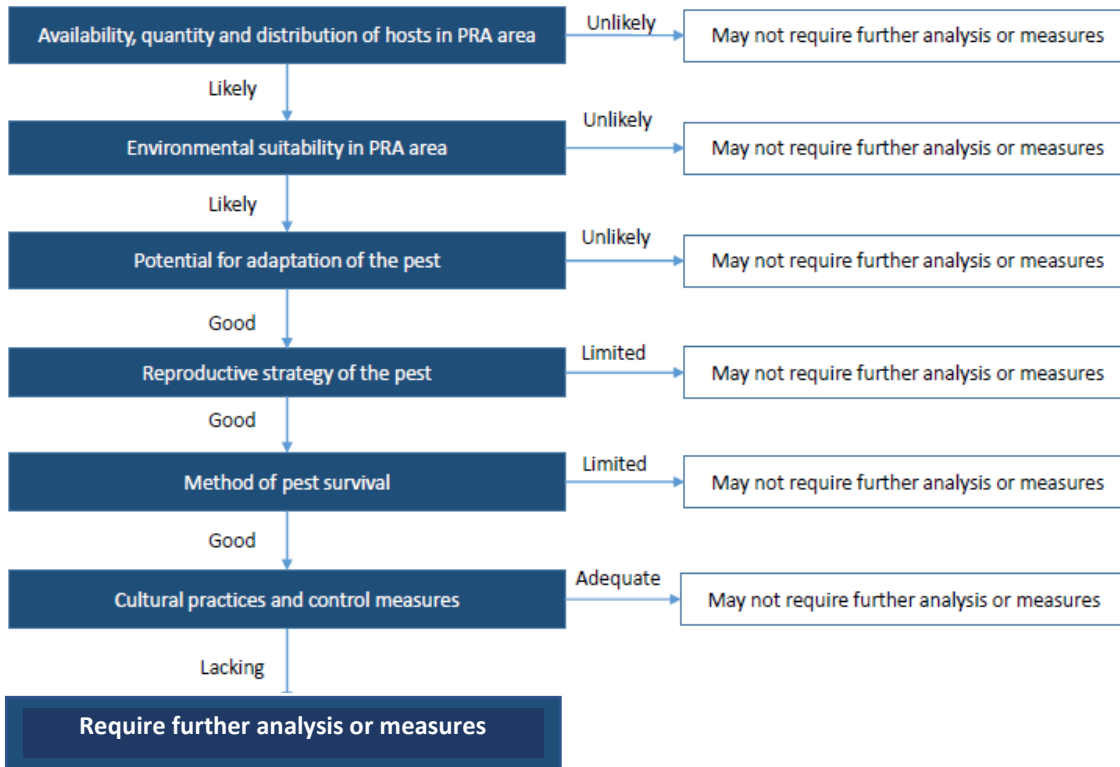 Availability, quantity and distribution of hosts in PRA area
Unlikely
May not require further analysis or measures
Likely
Environmental suitability in PRA area
Unlikely
May not require further analysis or measures
Likely
Potential for adaptation of the pest
Unlikely
May not require further analysis or measures
Good
Reproductive strategy of the pest
Limited
May not require further analysis or measures
Good
Method of pest survival
Limited
May not require further analysis or measures
Good
Cultural practices and control measures
Adequate
May not require further analysis or measures
Lacking
Require further analysis or measures